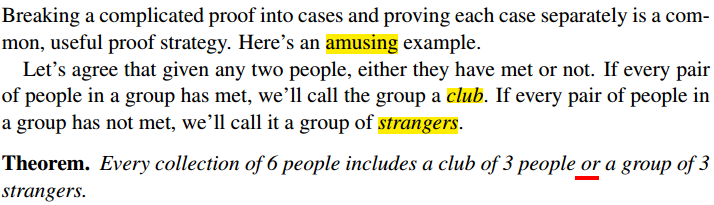 Breaking a complicated proof into cases and proving each case separately is a com-
mon, useful proof strategy. Here’s an amusing example.
Let’s agree that given any two people, either they have met or not. If every pair
of people in a group has met, we’ll call the group a club. If every pair of people in
a group has not met, we’ll call it a group of strangers.
Theorem. Every collection of 6 people includes a club of 3 people or a group of 3
strangers.